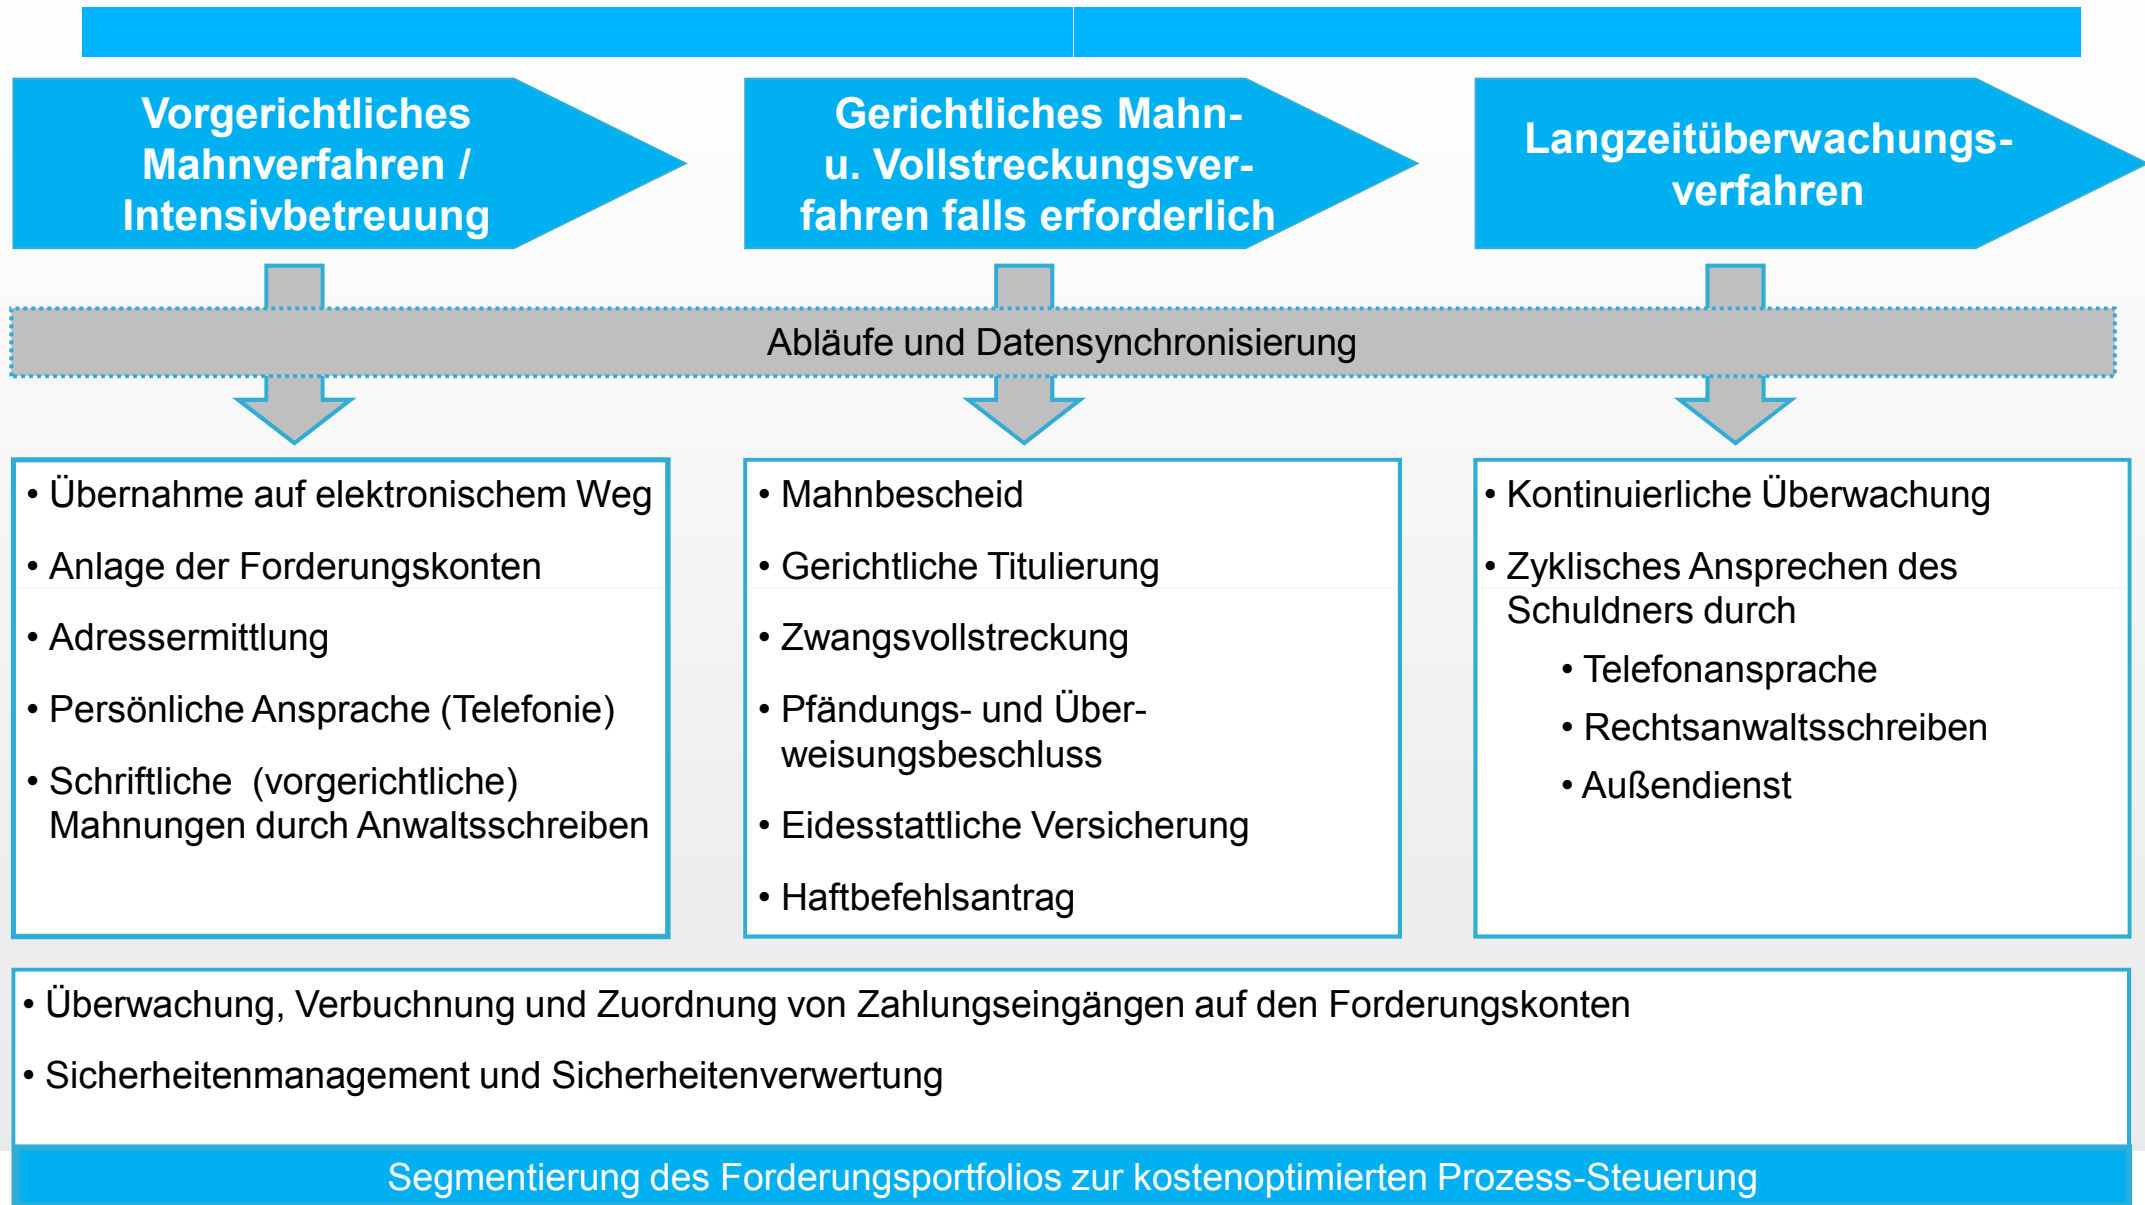 Vorgerichtliches
Mahnverfahren /
Intensivbetreuung
Gerichtliches Mahn-
u. Vollstreckungsver-
fahren falls erforderlich
Langzeitüberwachungs-
verfahren
Abläufe und Datensynchronisierung
• Übernahme auf elektronischem Weg
• Anlage der Forderungskonten
• Adressermittlung
• Persönliche Ansprache (Telefonie)
• Schriftliche (vorgerichtliche)
Mahnungen durch Anwaltsschreiben
• Mahnbescheid
• Gerichtliche Titulierung
• Zwangsvollstreckung
• Pfändungs- und Über-
weisungsbeschluss
• Eidesstattliche Versicherung
• Haftbefehlsantrag
• Kontinuierliche Überwachung
• Zyklisches Ansprechen des
Schuldners durch
• Telefonansprache
• Rechtsanwaltsschreiben
• Außendienst
• Überwachung, Verbuchnung und Zuordnung von Zahlungseingängen auf den Forderungskonten
• Sicherheitenmanagement und Sicherheitenverwertung
Segmentierung des Forderungsportfolios zur kostenoptimierten Prozess-Steuerung